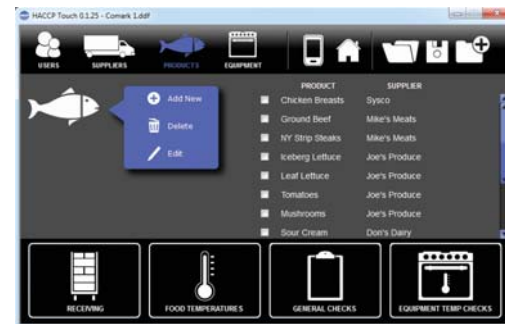 HACCP Touch 0.1.25 - Comark 1.ddf
USERS SUPPLIERS PRODUCTS EQUIPMENT
PRODUCT SUPPLIER
Add New
Delete
Edit
Chicken Breasts Sysco
Ground Beef Mike's Meats
NY Strip Steaks Mike's Meats
Iceberg Lettuce Joe's Produce
Leaf Lettuce Joe's Produce
Tomatoes Joe's Produce
Mushrooms Joe's Produce
Sour Cream Don's Dairy
RECEIVING FOOD TEMPERATURES GENERAL CHECKS EQUIPMENT TEMP CHECKS